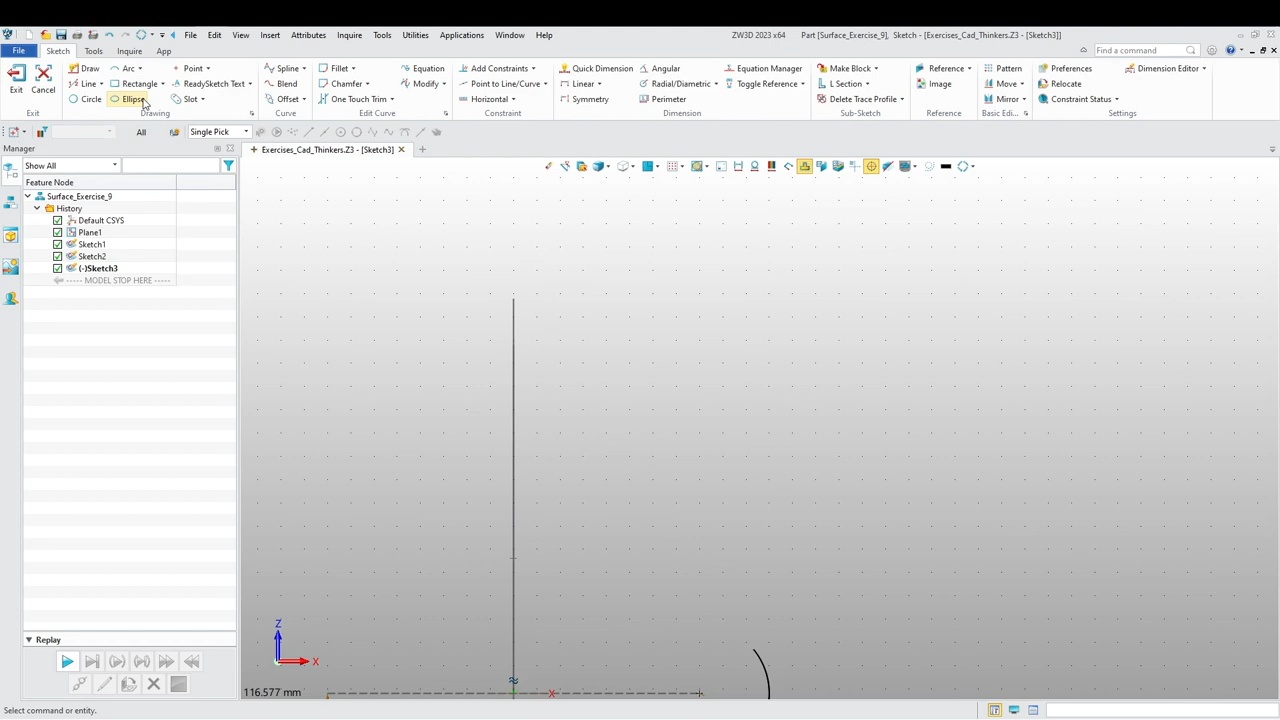 File Edit View Insert Attributes Inquire Tools Utilities Applications Window Help ZW3D 2023 x64 Part [Surface_Exercise_9], Sketch - [Exercises_Cad_Thinkers.Z3 - [Sketch3]]
File Sketch Tools Inquire App Find a command
Draw Arc Point Spline Fillet Equation Add Constraints Quick Dimension Angular Equation Manager Make Block Reference Pattern Preferences Dimension Editor
Line Rectangle ReadySketch Text Blend Chamfer Modify Point to Line/Curve Linear Radial/Diametric Toggle Reference L Section Image Move Relocate
Exit Cancel Circle Ellipse Slot Offset One Touch Trim Horizontal Symmetry Perimeter Delete Trace Profile Mirror Constraint Status
Exit Drawing Curve Edit Curve Constraint Dimension Sub-Sketch Reference Basic Edi... Settings
All Single Pick
Manager Exercises_Cad_Thinkers.Z3 - [Sketch3]
Show All
Feature Node
Surface_Exercise_9
History
Default CSYS
Plane1
Sketch1
Sketch2
(-)Sketch3
----- MODEL STOP HERE -----
Z
Replay
X
116.577 mm X
Select command or entity.